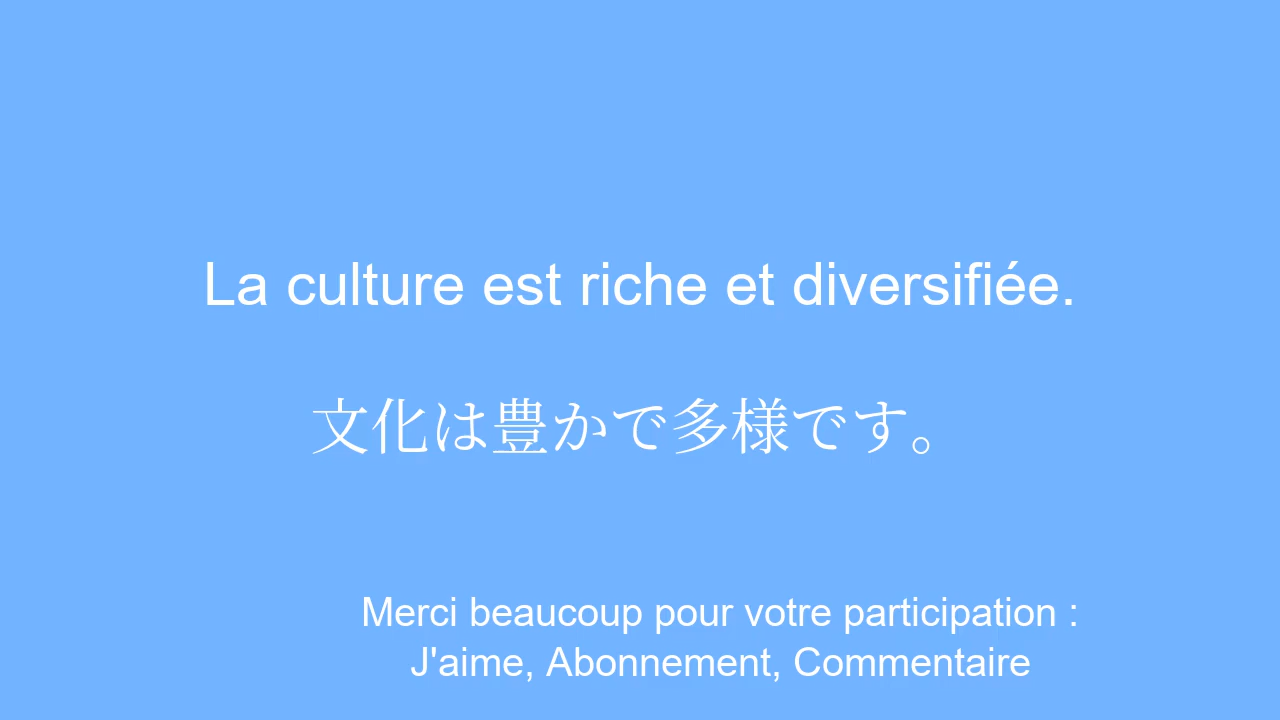 La culture est riche et diversifiée.
文化は豊かで多様です。
Merci beaucoup pour votre participation :
J'aime, Abonnement, Commentaire